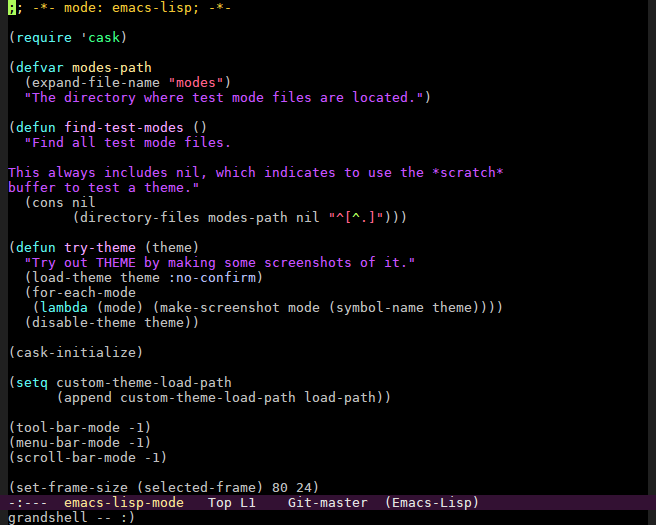 ;; -*- mode: emacs-lisp; -*-

(require 'cask)

(defvar modes-path
  (expand-file-name "modes")
  "The directory where test mode files are located.")

(defun find-test-modes ()
  "Find all test mode files.

This always includes nil, which indicates to use the *scratch*
buffer to test a theme."
  (cons nil
        (directory-files modes-path nil "^[^.]")))

(defun try-theme (theme)
  "Try out THEME by making some screenshots of it."
  (load-theme theme :no-confirm)
  (for-each-mode
   (lambda (mode) (make-screenshot mode (symbol-name theme))))
  (disable-theme theme))

(cask-initialize)

(setq custom-theme-load-path
      (append custom-theme-load-path load-path))

(tool-bar-mode -1)
(menu-bar-mode -1)
(scroll-bar-mode -1)

(set-frame-size (selected-frame) 80 24)
-:---  emacs-lisp-mode   Top L1    Git-master  (Emacs-Lisp)
grandshell -- :)